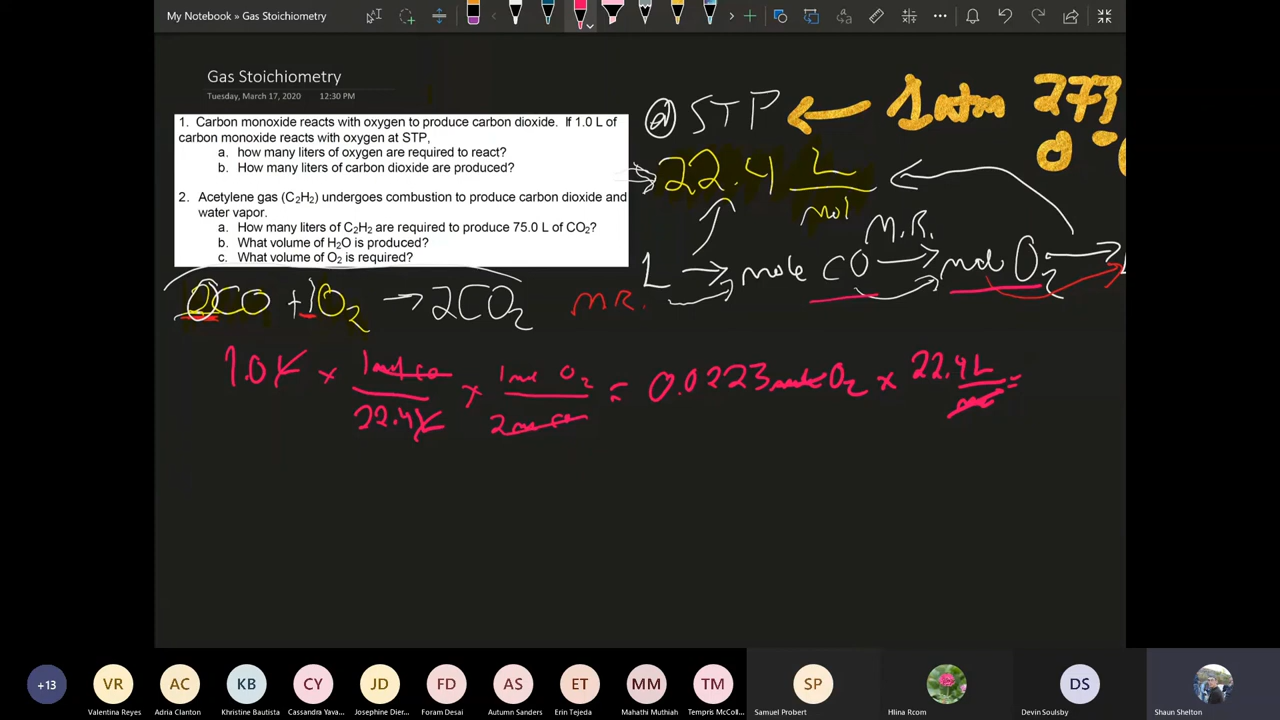 My Notebook » Gas Stoichiometry
Gas Stoichiometry
Tuesday, March 17, 2020 12:30 PM
1. Carbon monoxide reacts with oxygen to produce carbon dioxide. If 1.0 L of
carbon monoxide reacts with oxygen at STP,
a. how many liters of oxygen are required to react?
b. How many liters of carbon dioxide are produced?
2. Acetylene gas (C₂H₂) undergoes combustion to produce carbon dioxide and
water vapor.
a. How many liters of C₂H₂ are required to produce 75.0 L of CO₂?
b. What volume of H₂O is produced?
c. What volume of O₂ is required?
@ STP ← 1 atm 273
0°
22.4 L/mol
M.R.
L → mole CO → mol O₂ →
2CO + 1O₂ → 2CO₂ M.R.
1.0 L × 1 mol CO/22.4 L × 1 mol O₂/2 mol CO = 0.0223 mol O₂ × 22.4 L/mol =
+13
VR
AC
KB
CY
JD
FD
AS
ET
MM
TM
SP
DS
Valentina Reyes
Adria Clanton
Khristine Bautista
Cassandra Yava...
Josephine Dier...
Foram Desai
Autumn Sanders
Erin Tejeda
Mahathi Muthiah
Tempris McColl...
Samuel Probert
Hlina Rcom
Devin Soulsby
Shaun Shelton